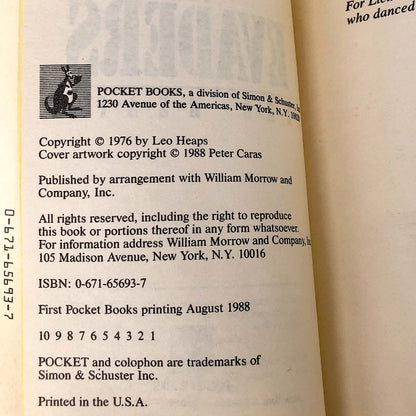 For
who danced
POCKET BOOKS, a division of Simon & Schuster,
1230 Avenue of the Americas, New York, N.Y. 10020
Copyright © 1976 by Leo Heaps
Cover artwork copyright © 1988 Peter Caras
Published by arrangement with William Morrow and
Company, Inc.
All rights reserved, including the right to reproduce
this book or portions thereof in any form whatsoever.
For information address William Morrow and Company,
105 Madison Avenue, New York, N.Y. 10016
ISBN: 0-671-65693-7
First Pocket Books printing August 1988
10 9 8 7 6 5 4 3 2 1
POCKET and colophon are trademarks of
Simon & Schuster Inc.
Printed in the U.S.A.
0-671-65693-7